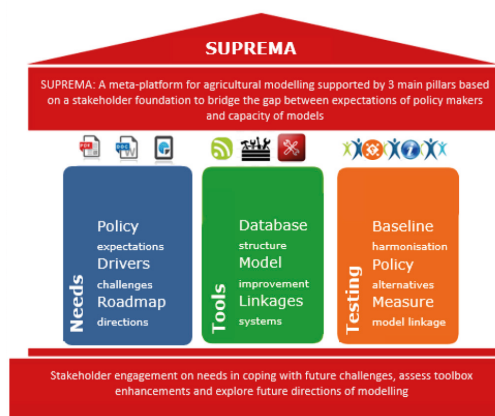 SUPREMA
SUPREMA: A meta-platform for agricultural modelling supported by 3 main pillars based
on a stakeholder foundation to bridge the gap between expectations of policy makers
and capacity of models
PDF
Needs
Policy
expectations
Drivers
challenges
Roadmap
directions
Tools
Database
structure
Model
improvement
Linkages
systems
Testing
Baseline
harmonisation
Policy
alternatives
Measure
model linkage
Stakeholder engagement on needs in coping with future challenges, assess toolbox
enhancements and explore future directions of modelling